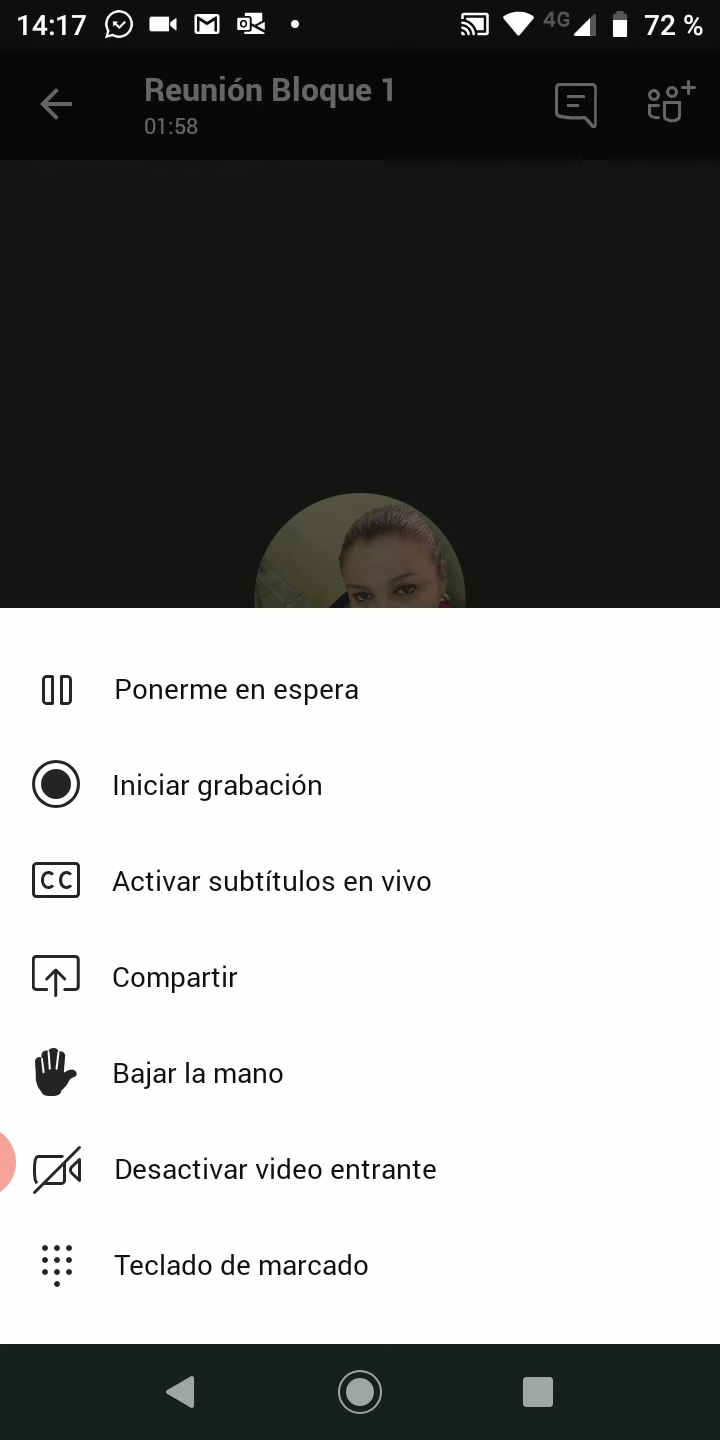 14:17 4G 72 %
Reunión Bloque 1
01:58
Ponerme en espera
Iniciar grabación
CC Activar subtítulos en vivo
Compartir
Bajar la mano
Desactivar video entrante
Teclado de marcado